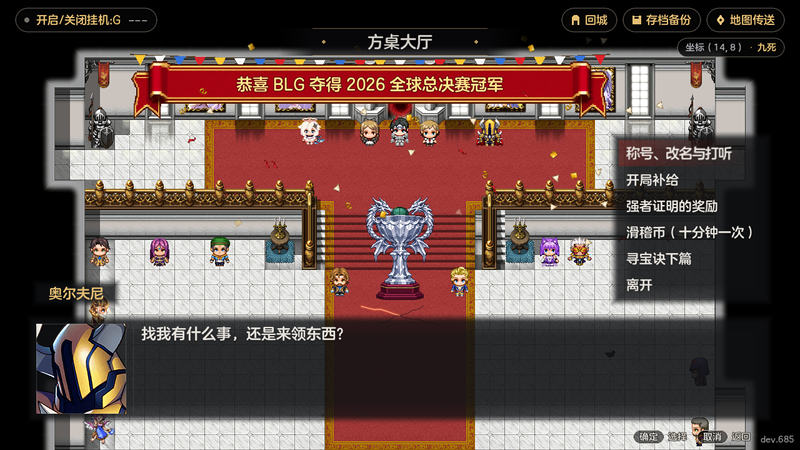 开启/关闭挂机:G ---
回城
存档备份
地图传送
方桌大厅
坐标（14,8）· 九死
恭喜 BLG 夺得 2026 全球总决赛冠军
称号、改名与打听
开局补给
强者证明的奖励
滑稽币（十分钟一次）
寻宝诀下篇
离开
奥尔夫尼
找我有什么事，还是来领东西？
确定 选择 取消 返回
dev.685